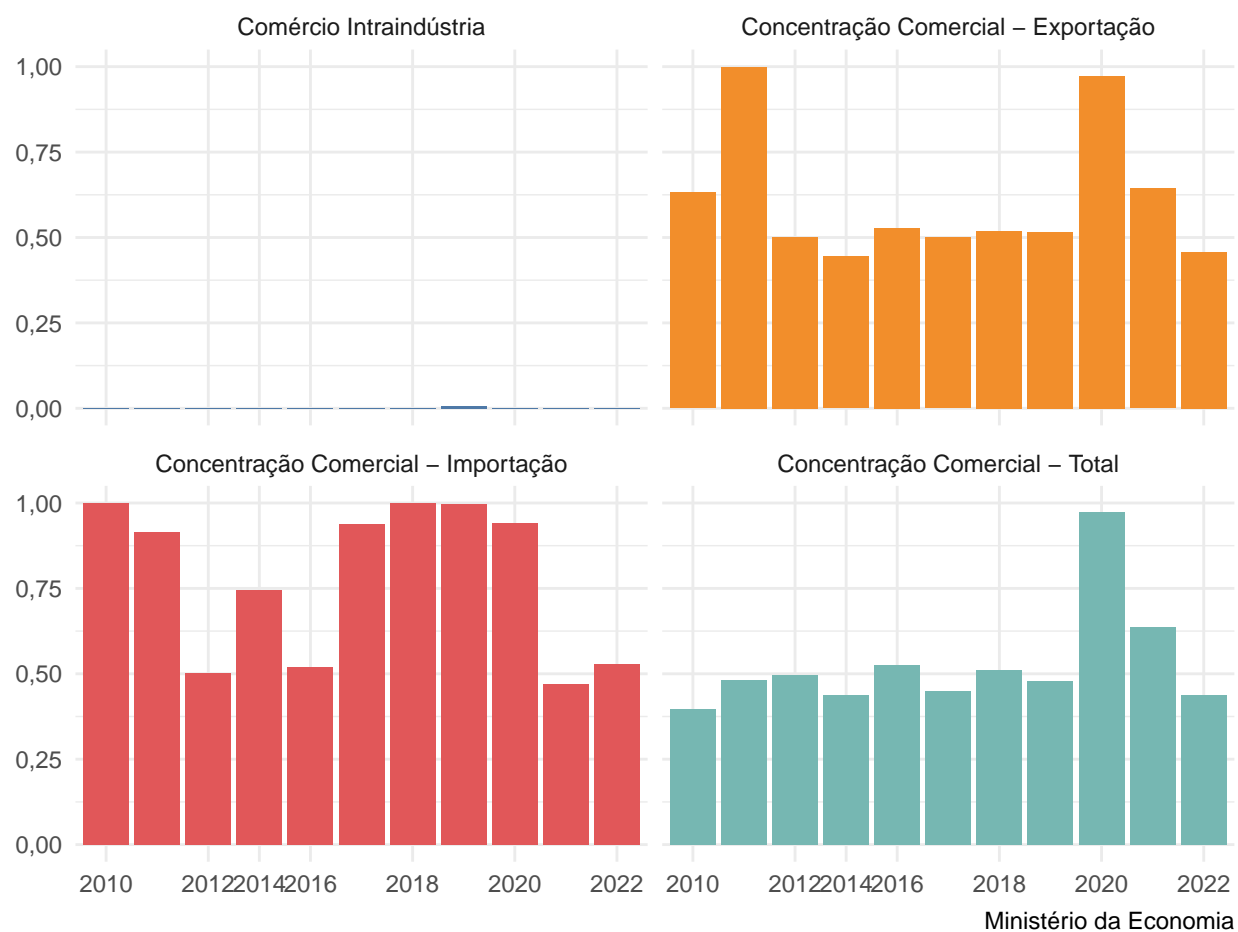 Comércio Intraindústria
Concentração Comercial – Exportação
1,00
0,75
0,50
0,25
0,00
Concentração Comercial – Importação
Concentração Comercial – Total
1,00
0,75
0,50
0,25
0,00
2010 2012 2014 2016 2018 2020 2022
2010 2012 2014 2016 2018 2020 2022
Ministério da Economia